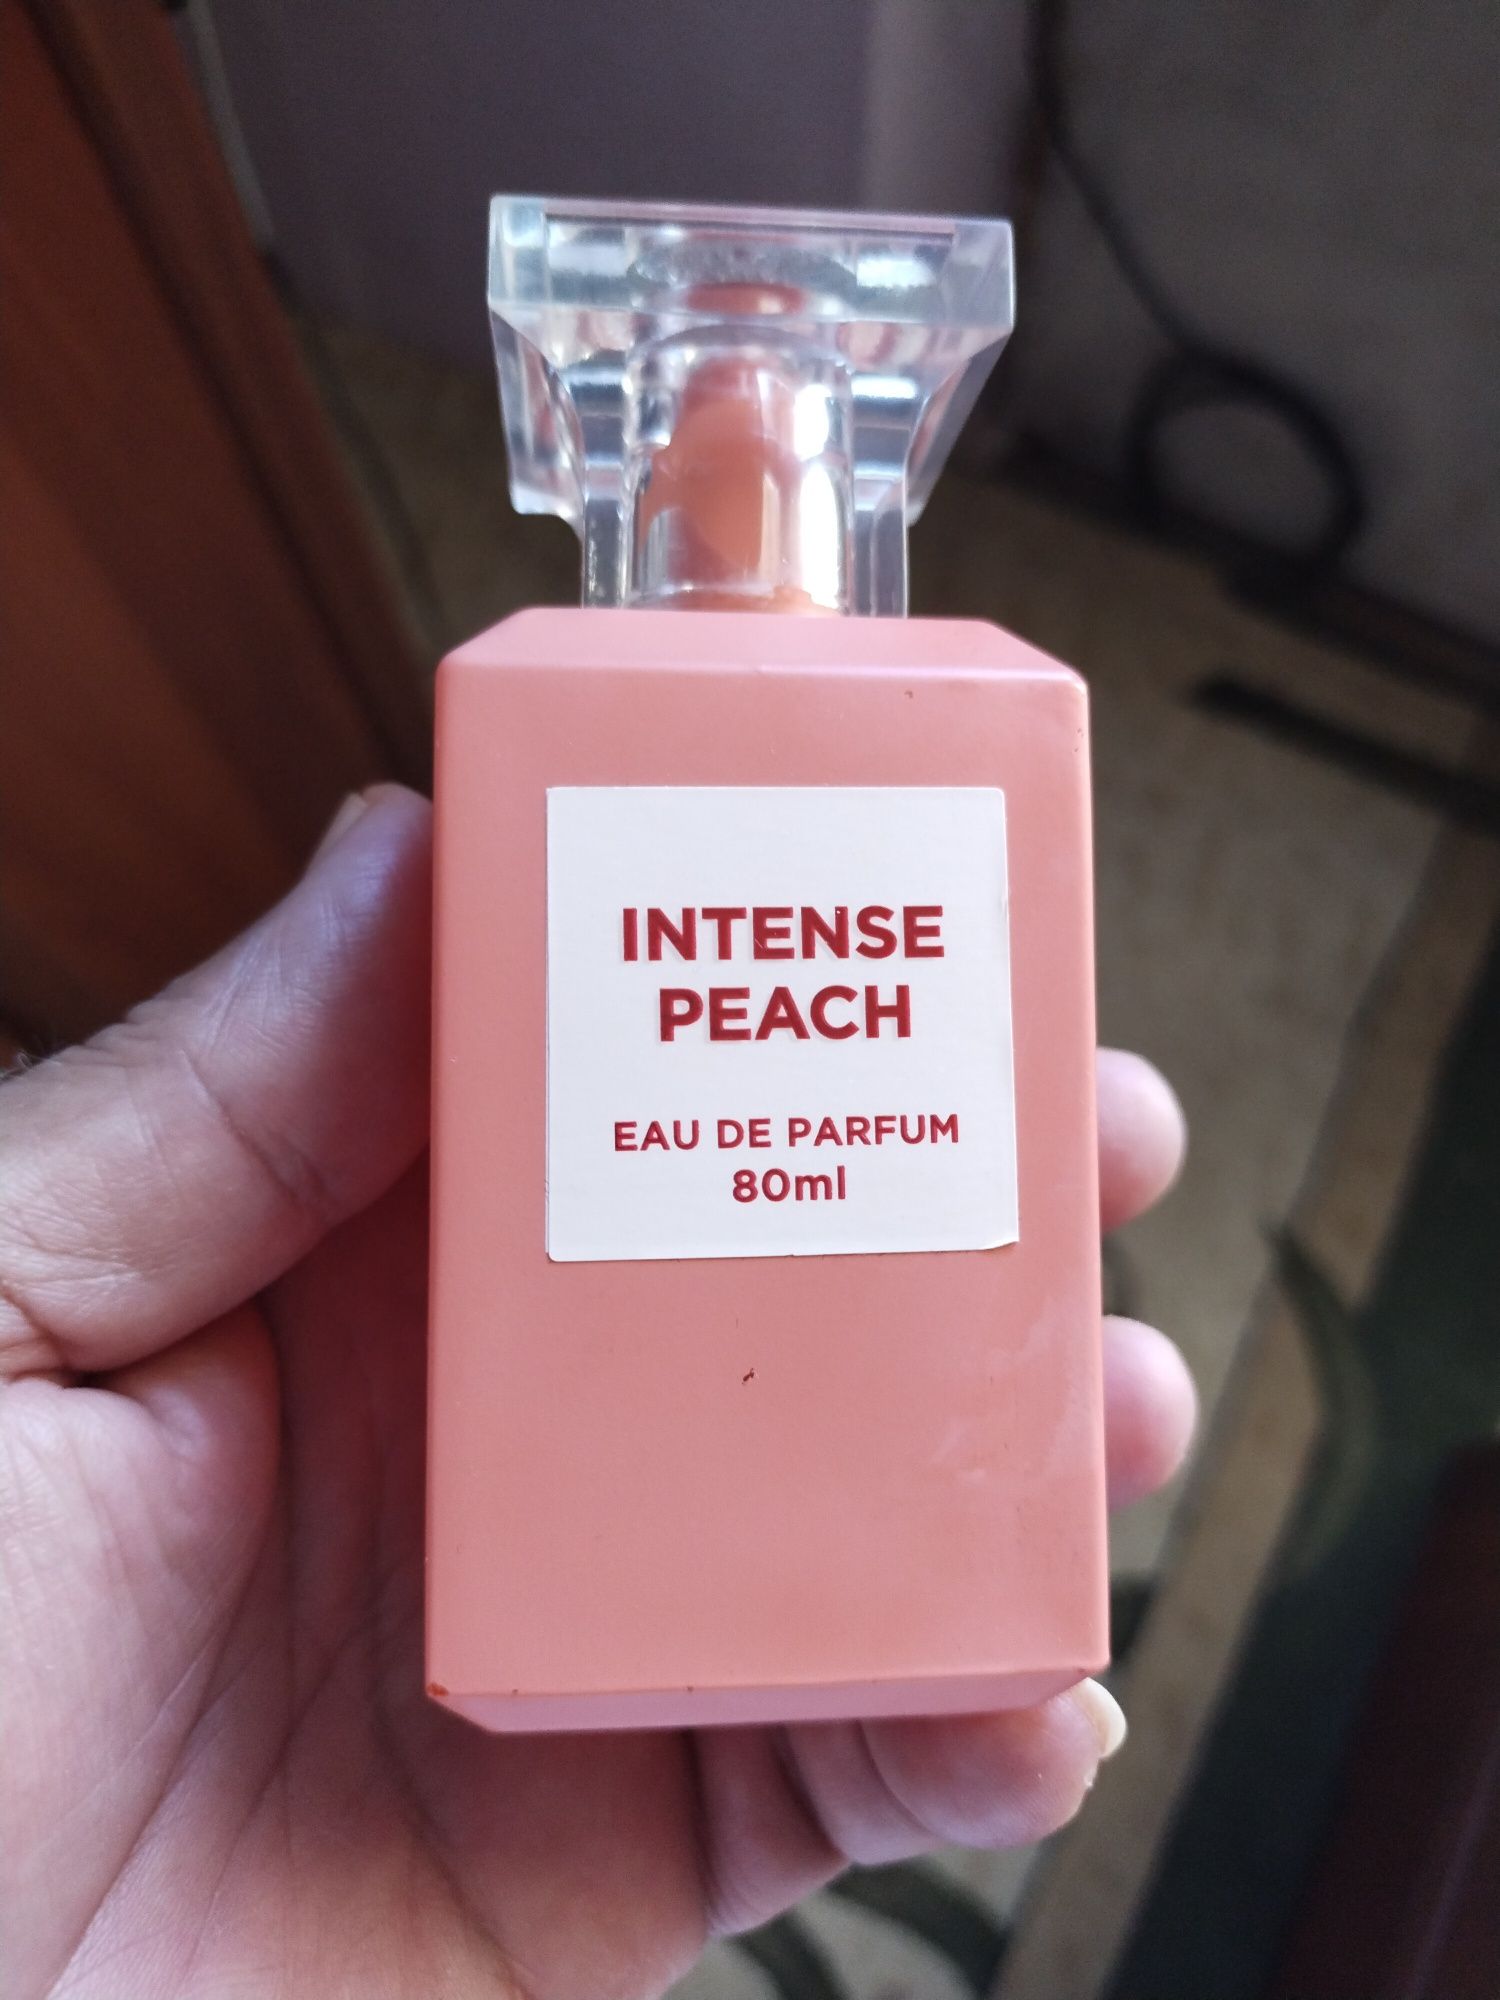 INTENSE
PEACH
EAU DE PARFUM
80ml